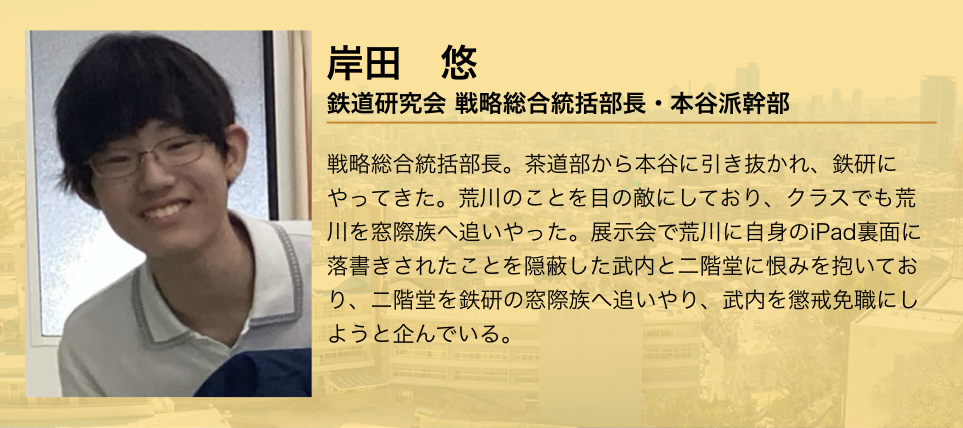 岸田　悠
鉄道研究会 戦略総合統括部長・本谷派幹部
戦略総合統括部長。茶道部から本谷に引き抜かれ、鉄研に
やってきた。荒川のことを目の敵にしており、クラスでも荒
川を窓際族へ追いやった。展示会で荒川に自身のiPad裏面に
落書きされたことを隠蔽した武内と二階堂に恨みを抱いてお
り、二階堂を鉄研の窓際族へ追いやり、武内を懲戒免職にし
ようと企んでいる。